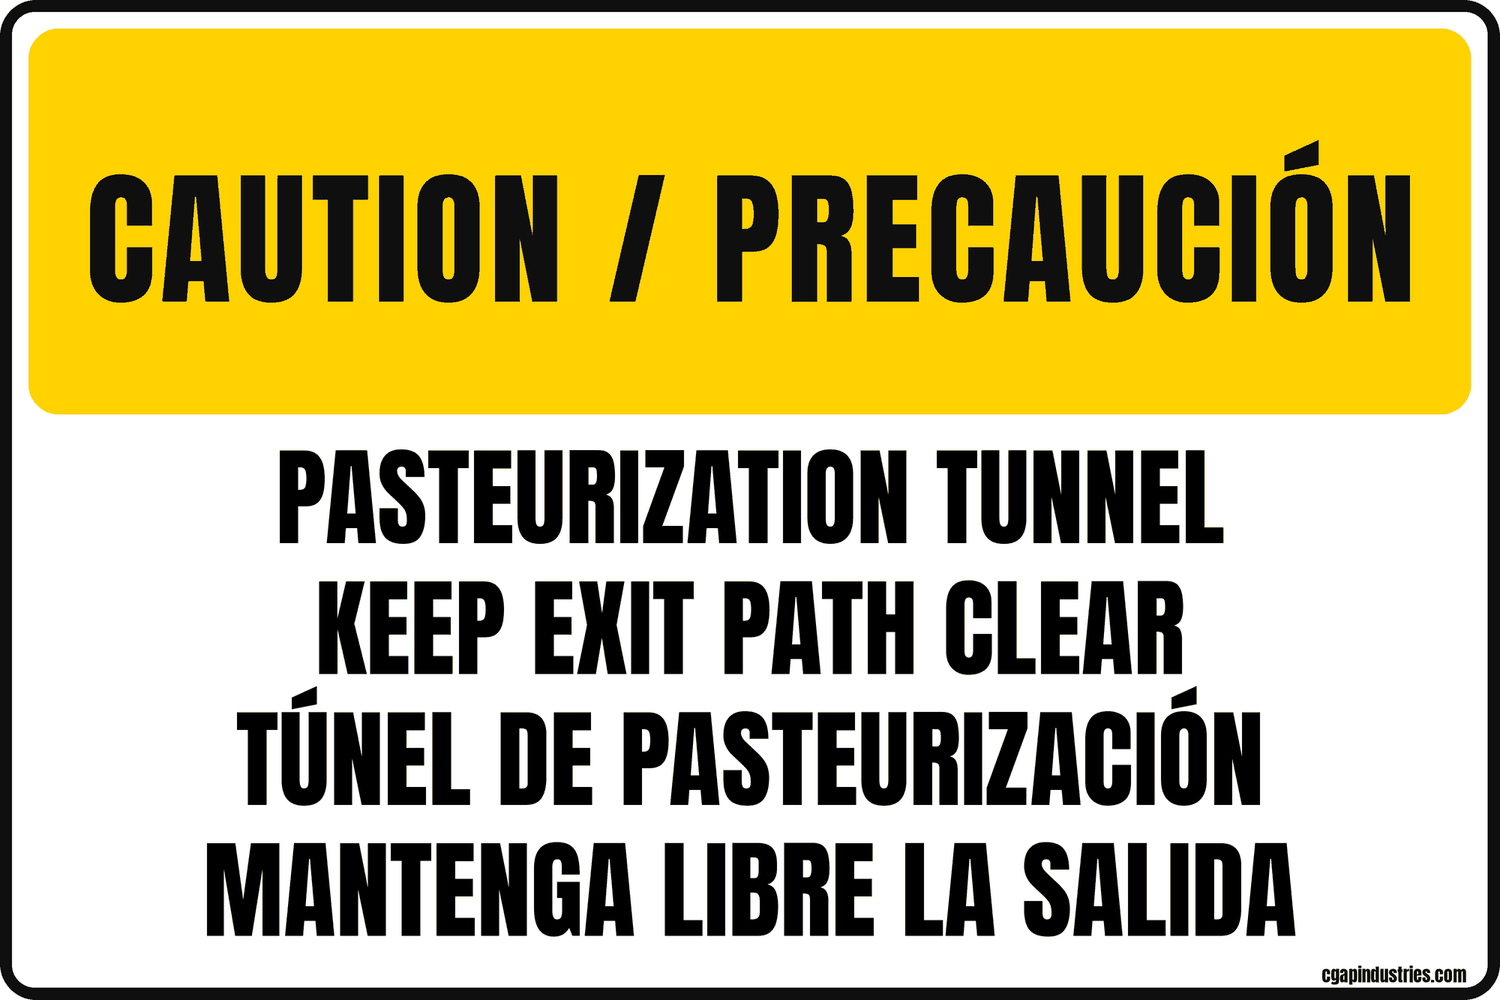 CAUTION / PRECAUCIÓN
PASTEURIZATION TUNNEL
KEEP EXIT PATH CLEAR
TÚNEL DE PASTEURIZACIÓN
MANTENGA LIBRE LA SALIDA
cgapindustries.com